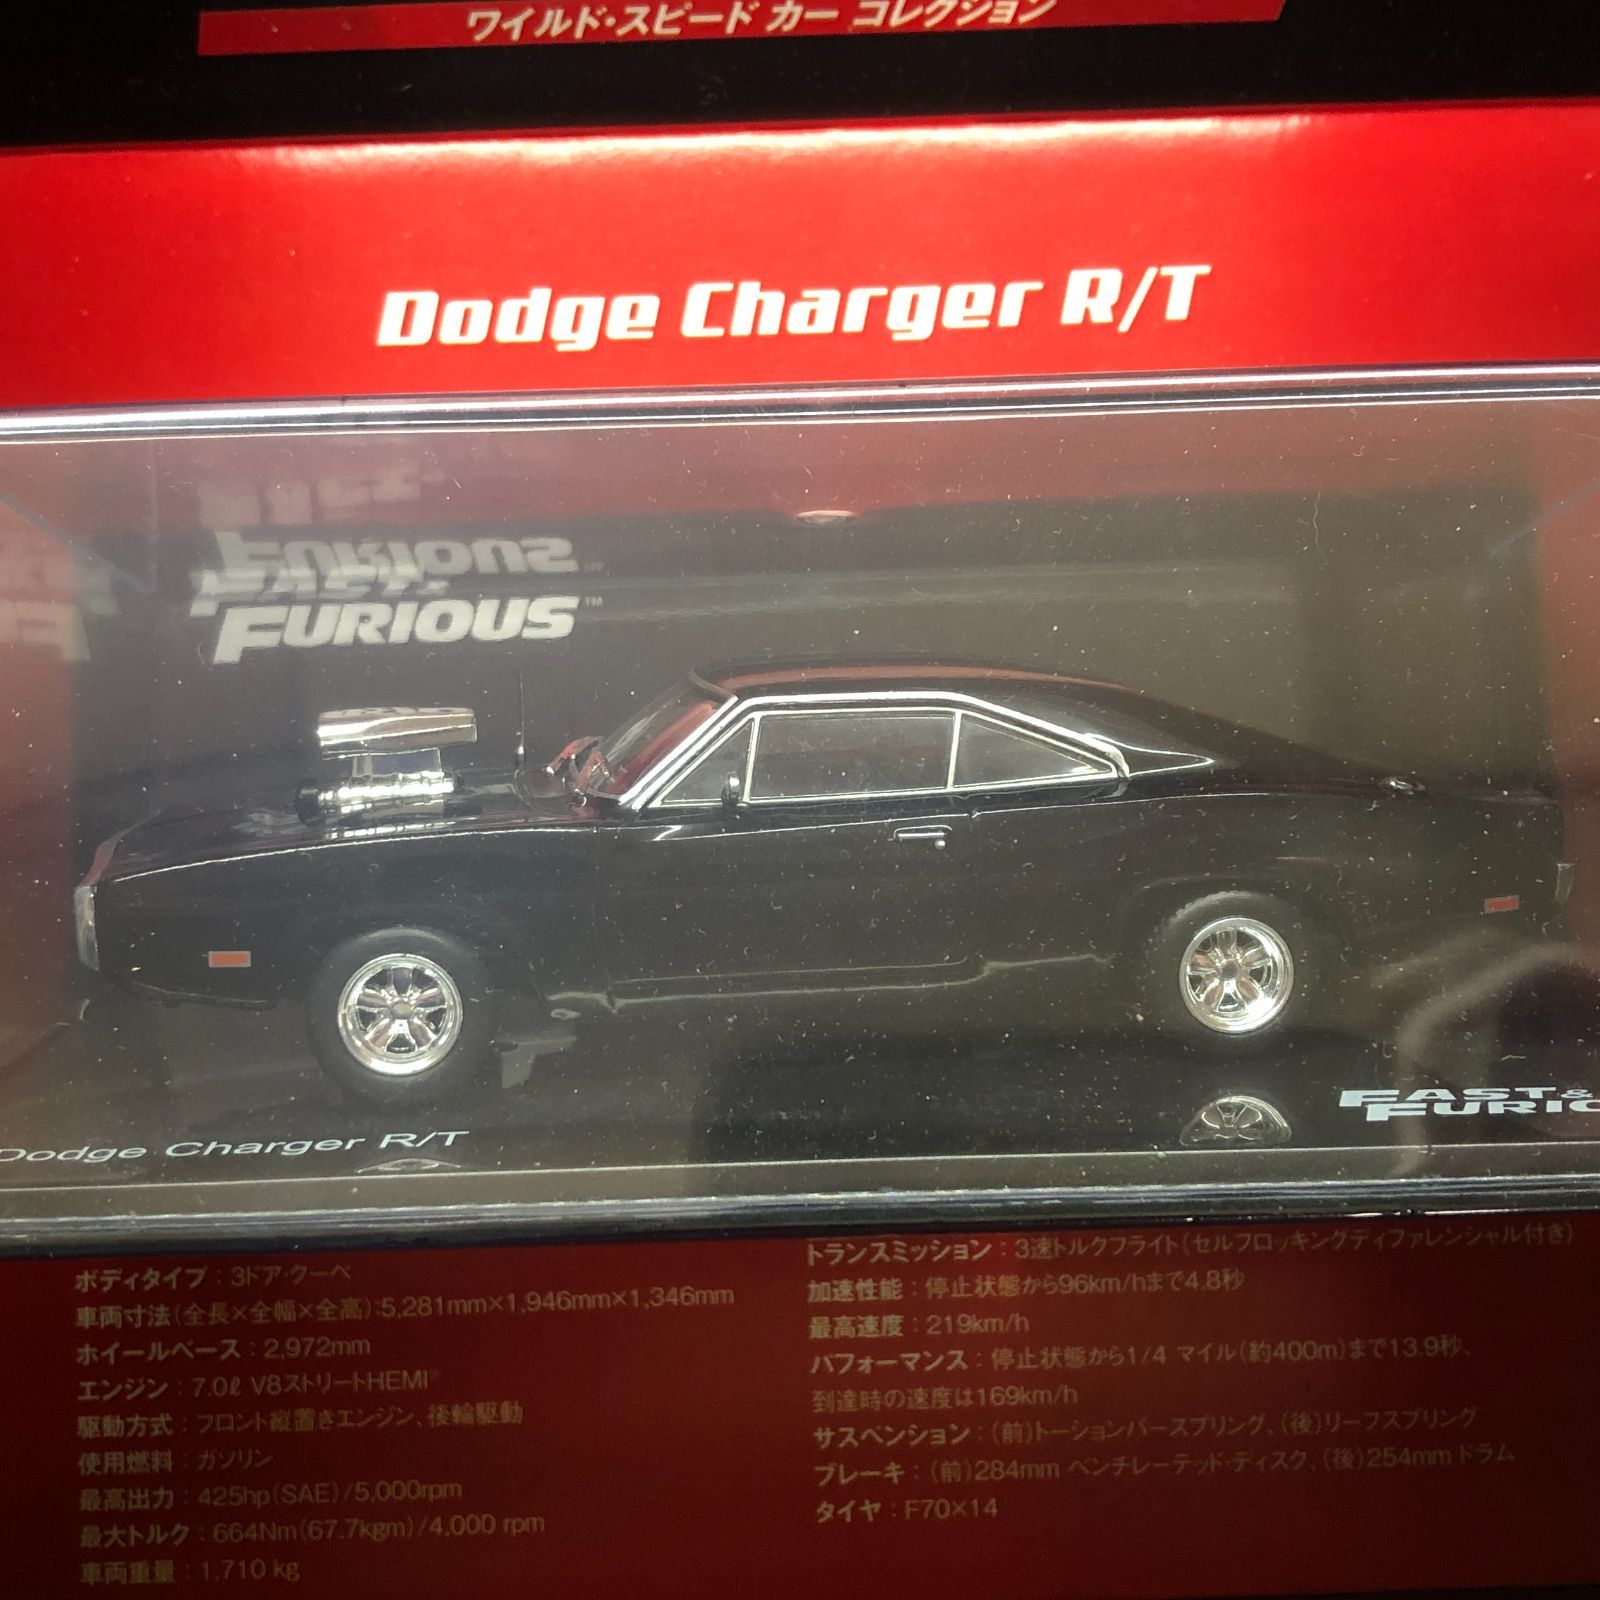 ワイルド・スピード カー コレクション
Dodge Charger R/T
FAST &
FURIOUS™
Dodge Charger R/T
FAST &
FURIO
ボディタイプ：3ドア・クーペ
車両寸法(全長×全幅×全高)：5,281mm×1,946mm×1,346mm
ホイールベース：2,972mm
エンジン：7.0ℓ V8ストリートHEMI®
駆動方式：フロント縦置きエンジン、後輪駆動
使用燃料：ガソリン
最高出力：425hp(SAE)/5,000rpm
最大トルク：664Nm(67.7kgm)/4,000 rpm
車両重量：1,710 kg
トランスミッション：3速トルクフライト(セルフロッキングディファレンシャル付き)
加速性能：停止状態から96km/hまで4.8秒
最高速度：219km/h
パフォーマンス：停止状態から1/4 マイル(約400m)まで13.9秒、
到達時の速度は169km/h
サスペンション：(前)トーションバースプリング、(後)リーフスプリング
ブレーキ：(前)284mm ベンチレーテッド・ディスク、(後)254mm ドラム
タイヤ：F70×14